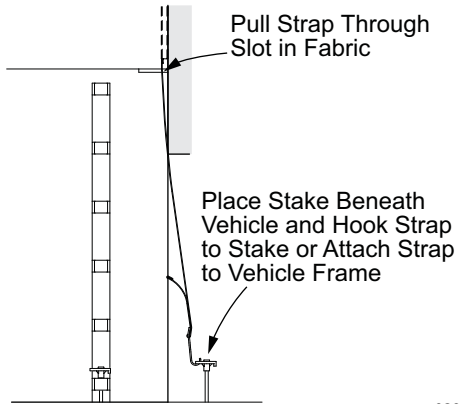 Pull Strap Through
Slot in Fabric
Place Stake Beneath
Vehicle and Hook Strap
to Stake or Attach Strap
to Vehicle Frame